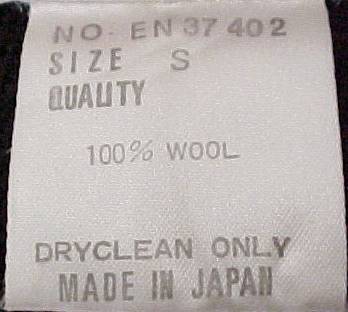 NO. EN 37 402
SIZE S
QUALITY
100% WOOL
DRYCLEAN ONLY
MADE IN JAPAN